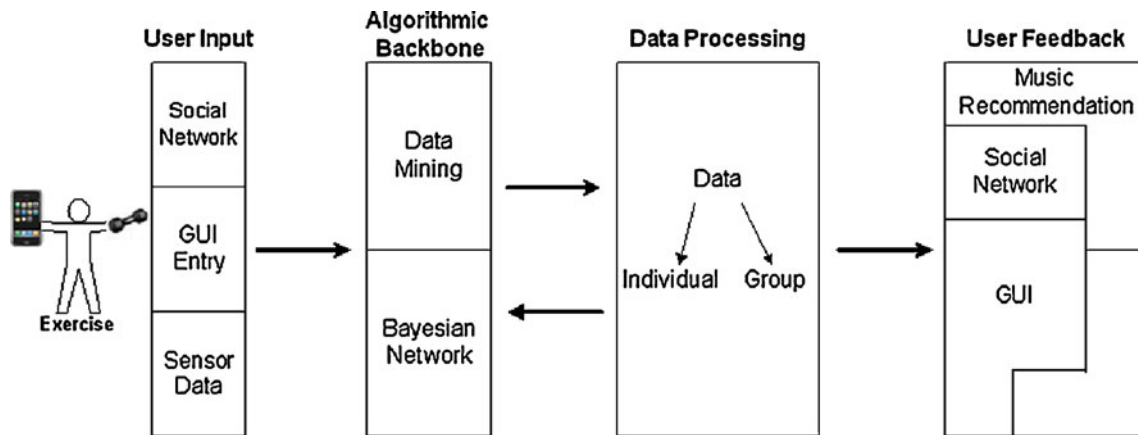 User Input
Algorithmic
Backbone
Data Processing
User Feedback
Exercise
Social
Network
GUI
Entry
Sensor
Data
Data
Mining
Bayesian
Network
Data
Individual
Group
Music
Recommendation
Social
Network
GUI